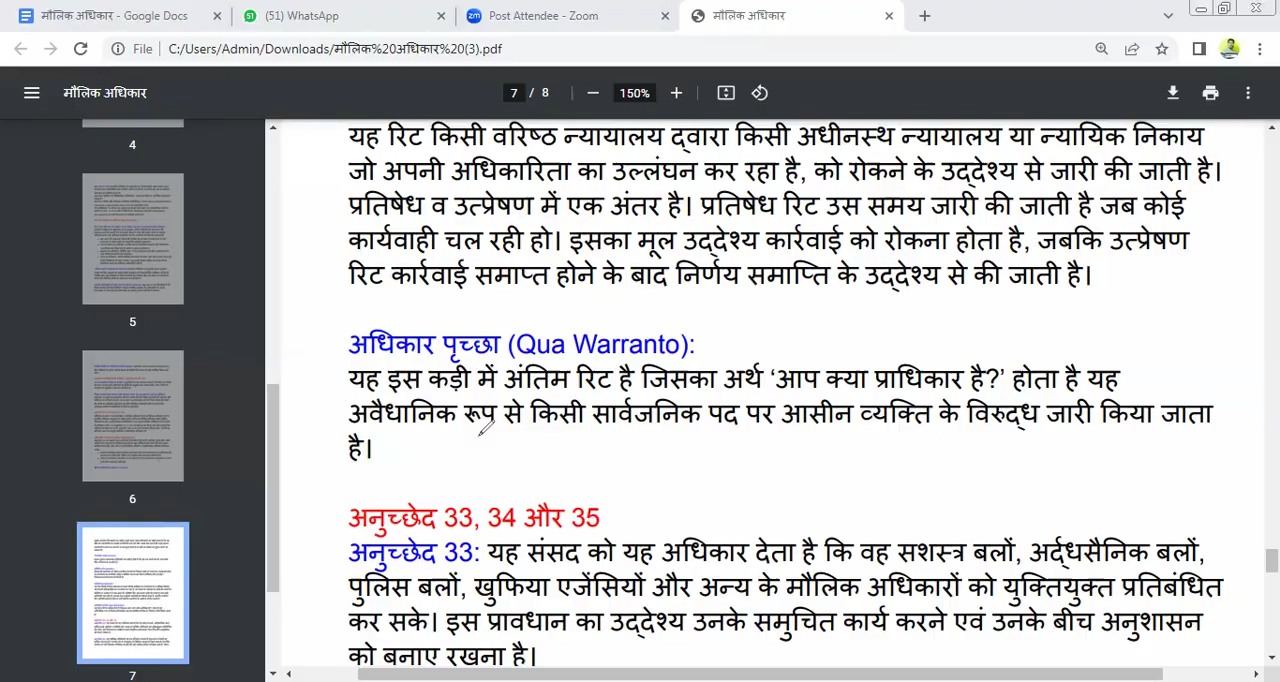 मौलिक अधिकार - Google Docs
(51) WhatsApp
Post Attendee - Zoom
मौलिक अधिकार
File
C:/Users/Admin/Downloads/मौलिक%20अधिकार%20(3).pdf
मौलिक अधिकार
7 / 8
150%
4
5
6
7
यह रिट किसी वरिष्ठ न्यायालय द्वारा किसी अधीनस्थ न्यायालय या न्यायिक निकाय
जो अपनी अधिकारिता का उल्लंघन कर रहा है, को रोकने के उद्देश्य से जारी की जाती है।
प्रतिषेध व उत्प्रेषण में एक अंतर है। प्रतिषेध रिट उस समय जारी की जाती है जब कोई
कार्यवाही चल रही हो। इसका मूल उद्देश्य कारवाई को रोकना होता है, जबकि उत्प्रेषण
रिट कार्रवाई समाप्त होने के बाद निर्णय समाप्ति के उद्देश्य से की जाती है।
अधिकार पृच्छा (Qua Warranto):
यह इस कड़ी में अंतिम रिट है जिसका अर्थ ‘आप क्या प्राधिकार है?’ होता है यह
अवैधानिक रूप से किसी सार्वजनिक पद पर आसीन व्यक्ति के विरुद्ध जारी किया जाता
है।
अनुच्छेद 33, 34 और 35
अनुच्छेद 33: यह संसद को यह अधिकार देता है कि वह सशस्त्र बलों, अर्द्धसैनिक बलों,
पुलिस बलों, खुफिया एजेंसियों और अन्य के मौलिक अधिकारों को युक्तियुक्त प्रतिबंधित
कर सके। इस प्रावधान का उद्देश्य उनके समुचित कार्य करने एवं उनके बीच अनुशासन
को बनाए रखना है।